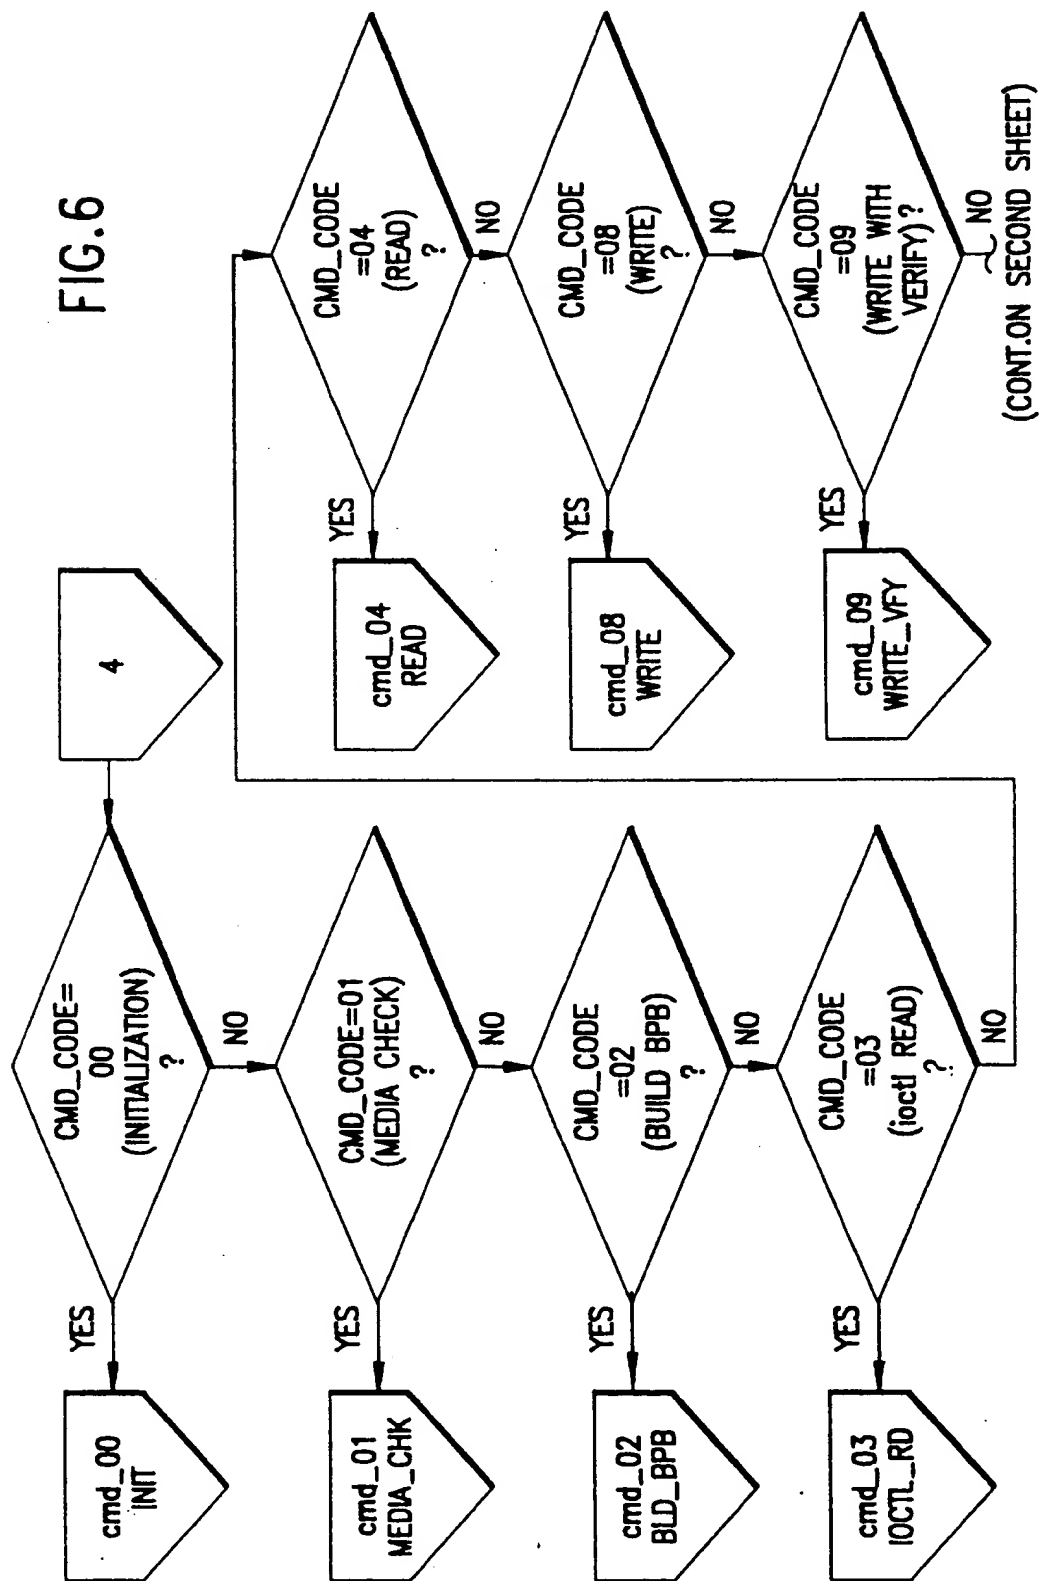 FIG.6
4
CMD_CODE=
00
(INITIALIZATION)
?
YES
cmd_00
INIT
NO
CMD_CODE=01
(MEDIA CHECK)
?
YES
cmd_01
MEDIA_CHK
NO
CMD_CODE
=02
(BUILD BPB)
?
YES
cmd_02
BLD_BPB
NO
CMD_CODE
=03
(ioctl READ)
?
YES
cmd_03
IOCTL_RD
NO
CMD_CODE
=04
(READ)
?
YES
cmd_04
READ
NO
CMD_CODE
=08
(WRITE)
?
YES
cmd_08
WRITE
NO
CMD_CODE
=09
(WRITE WITH
VERIFY)?
YES
cmd_09
WRITE_VFY
NO
(CONT.ON SECOND SHEET)